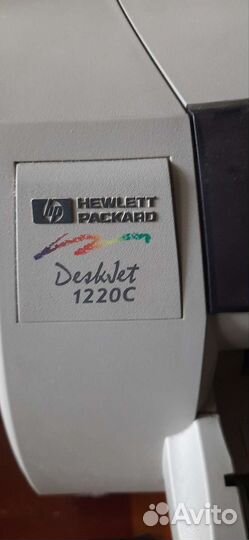 hp HEWLETT
PACKARD
DeskJet
1220C
Avito